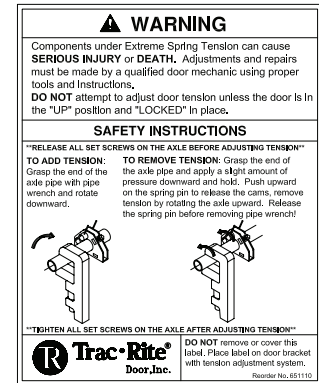 WARNING
Components under Extreme Spring Tension can cause
SERIOUS INJURY or DEATH. Adjustments and repairs
must be made by a qualified door mechanic using proper
tools and Instructions.
DO NOT attempt to adjust door tension unless the door is in
the "UP" position and "LOCKED" in place.
SAFETY INSTRUCTIONS
**RELEASE ALL SET SCREWS ON THE AXLE BEFORE ADJUSTING TENSION**
TO ADD TENSION:
Grasp the end of the
axle pipe with pipe
wrench and rotate
downward.
TO REMOVE TENSION: Grasp the end of
the axle pipe and apply a slight amount of
pressure downward and hold. Push upward
on the spring pin to release the cams, remove
tension by rotating the axle upward. Release
the spring pin before removing pipe wrench!
**TIGHTEN ALL SET SCREWS ON THE AXLE AFTER ADJUSTING TENSION**
R Trac•Rite®
Door,Inc.
DO NOT remove or cover this
label. Place label on door bracket
with tension adjustment system.
Reorder No. 651110